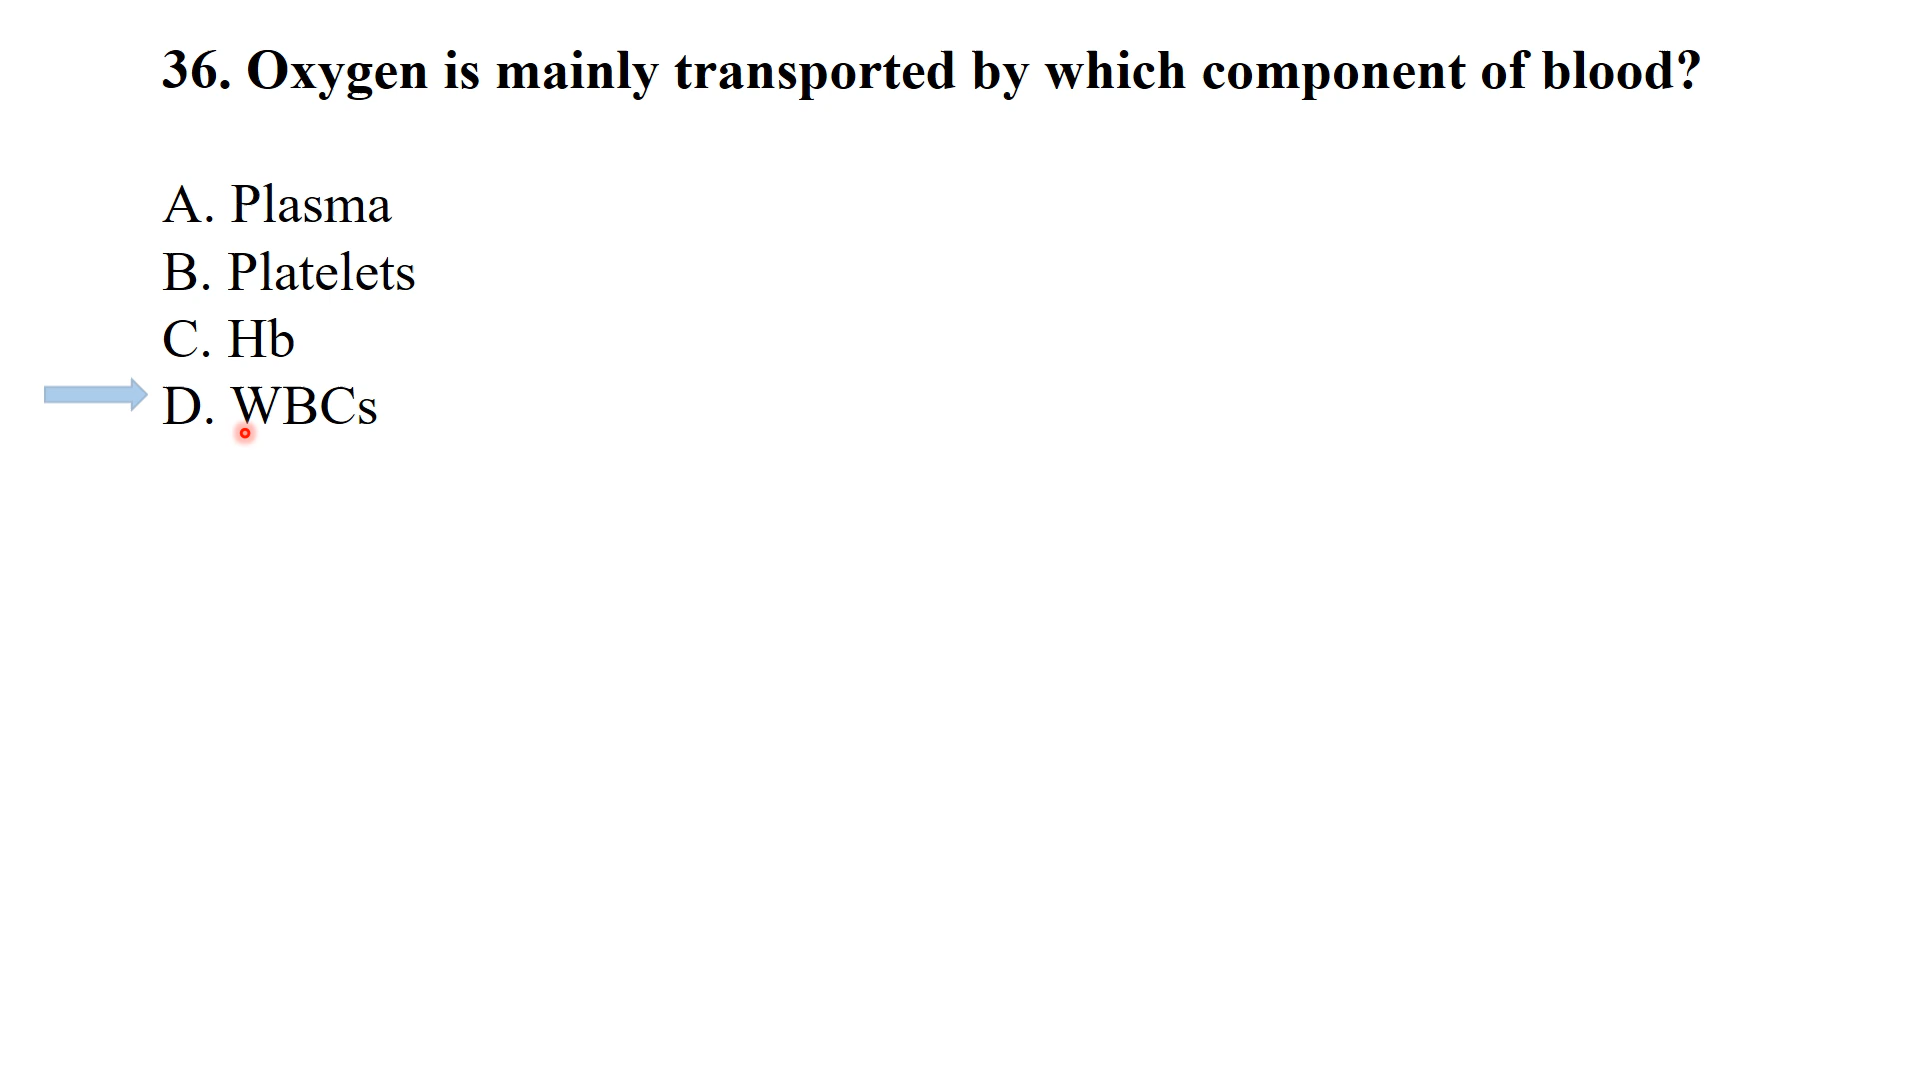 36. Oxygen is mainly transported by which component of blood?
A. Plasma
B. Platelets
C. Hb
D. WBCs